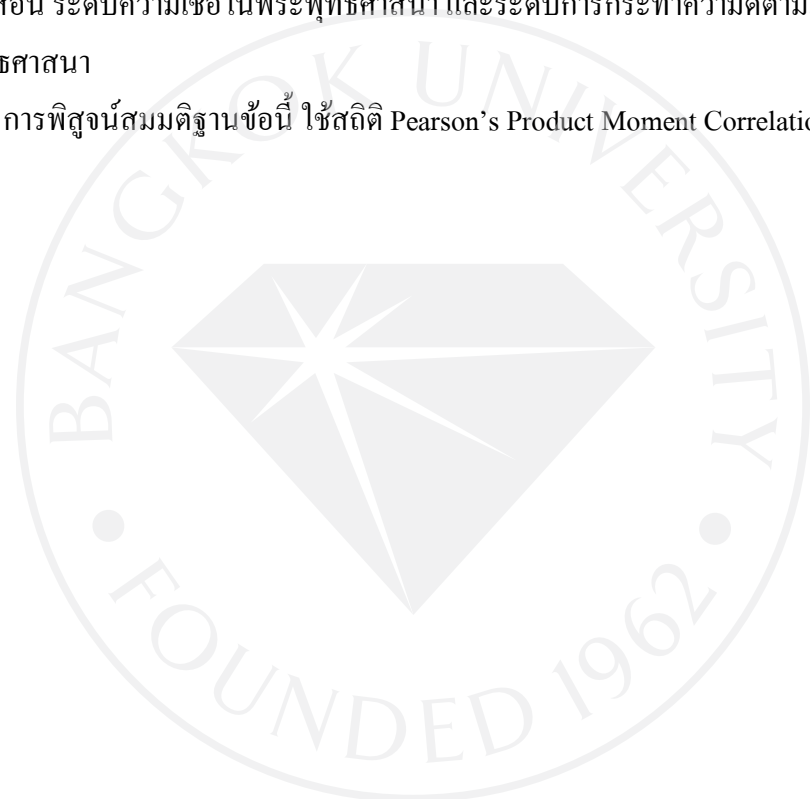 สอน ระดับความเชื่อในพระพุทธศาสนา และระดับการกระทำความดีตาม
ธศาสนา
การพิสูจน์สมมติฐานข้อนี้ ใช้สถิติ Pearson's Product Moment Correlatio
BANGKOK UNIVERSITY
FOUNDED 1962